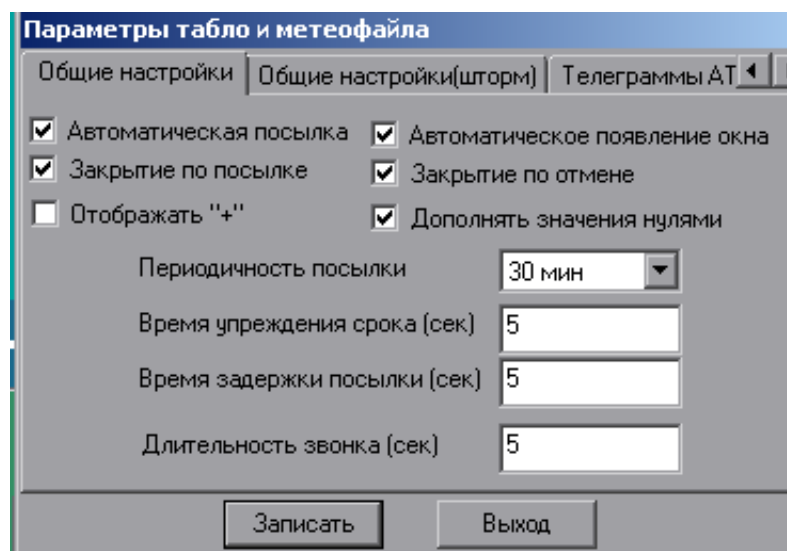 Параметры табло и метеофайла
Общие настройки Общие настройки(шторм) Телеграммы АТ
Автоматическая посылка Автоматическое появление окна
Закрытие по посылке Закрытие по отмене
Отображать "+" Дополнять значения нулями
Периодичность посылки 30 мин
Время упреждения срока (сек) 5
Время задержки посылки (сек) 5
Длительность звонка (сек) 5
Записать Выход